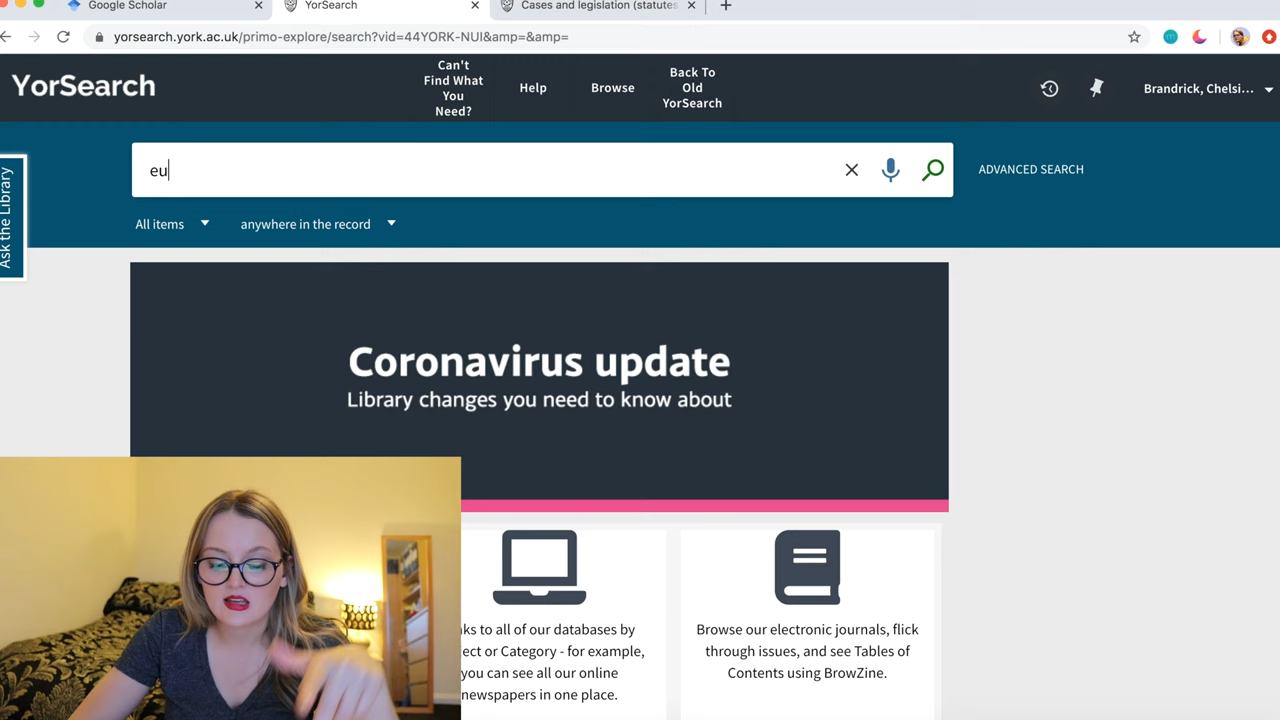 Google Scholar
YorSearch
Cases and legislation (statutes
yorsearch.york.ac.uk/primo-explore/search?vid=44YORK-NUI&amp=&amp=
YorSearch
Can't
Find What
You
Need?
Help
Browse
Back To
Old
YorSearch
Brandrick, Chelsi...
eu
ADVANCED SEARCH
All items
anywhere in the record
Ask the Library
Coronavirus update
Library changes you need to know about
ks to all of our databases by
ect or Category - for example,
you can see all our online
newspapers in one place.
Browse our electronic journals, flick
through issues, and see Tables of
Contents using BrowZine.